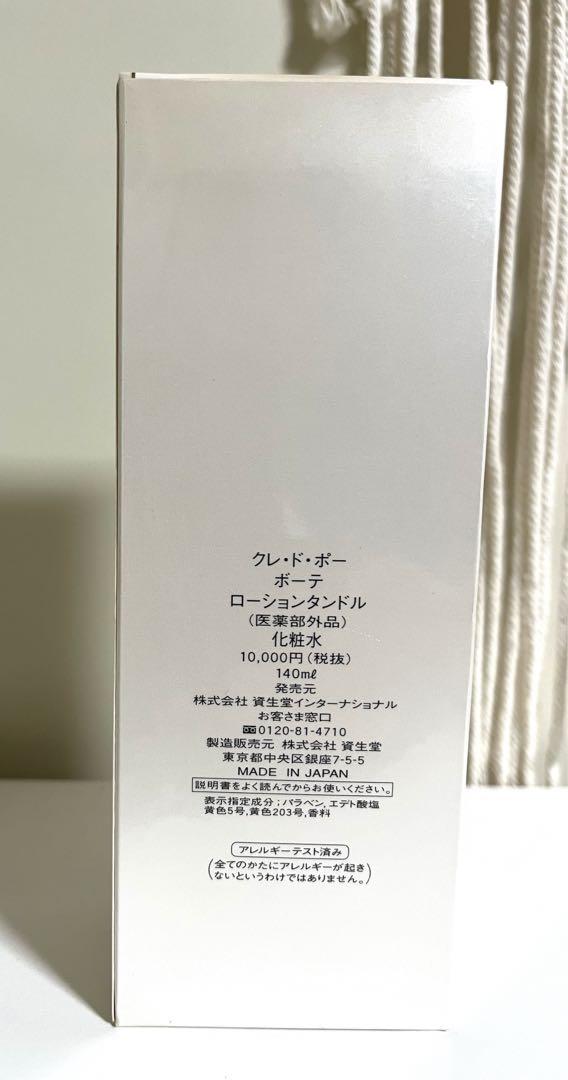 クレ・ド・ポー
ボーテ
ローションタンドル
(医薬部外品)
化粧水
10,000円(税抜)
140mℓ
発売元
株式会社 資生堂インターナショナル
お客さま窓口
0120-81-4710
製造販売元 株式会社 資生堂
東京都中央区銀座7-5-5
MADE IN JAPAN
説明書をよく読んでからお使いください。
表示指定成分;パラベン,エデト酸塩
黄色5号,黄色203号,香料
アレルギーテスト済み
(全てのかたにアレルギーが起き
ないというわけではありません。)